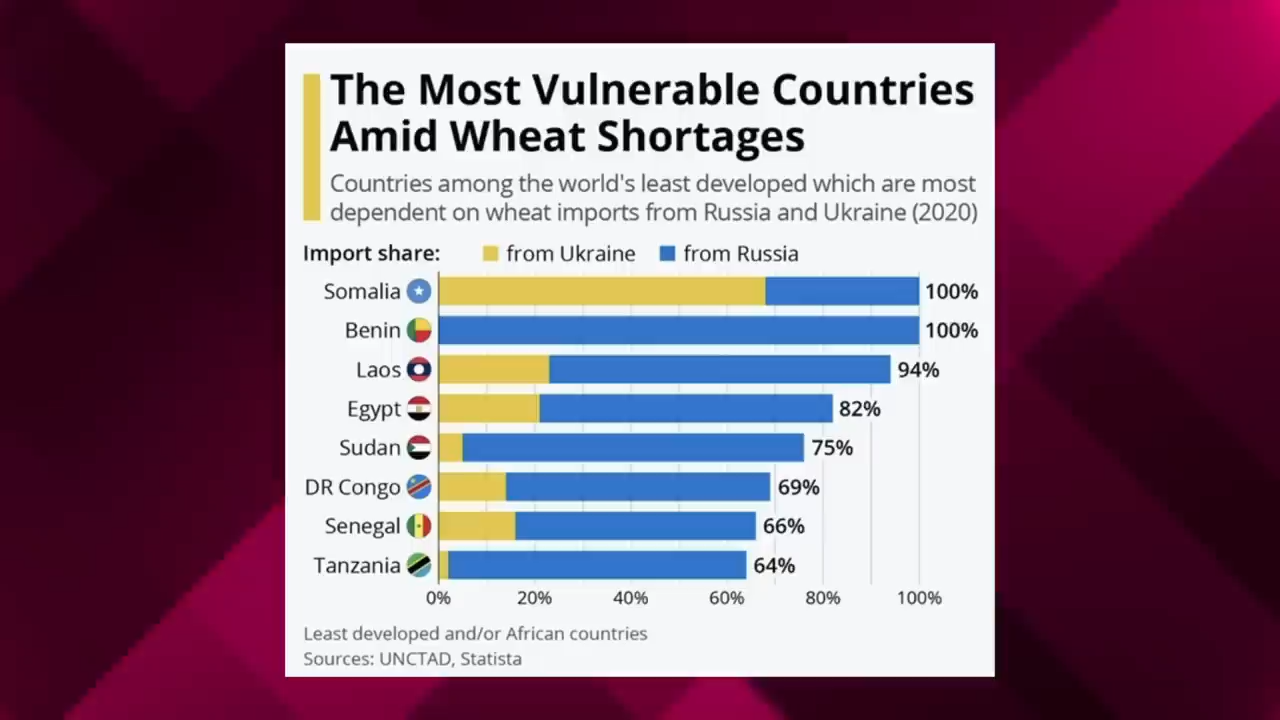 The Most Vulnerable Countries
Amid Wheat Shortages
Countries among the world's least developed which are most
dependent on wheat imports from Russia and Ukraine (2020)
Import share: from Ukraine from Russia
Somalia 100%
Benin 100%
Laos 94%
Egypt 82%
Sudan 75%
DR Congo 69%
Senegal 66%
Tanzania 64%
0% 20% 40% 60% 80% 100%
Least developed and/or African countries
Sources: UNCTAD, Statista